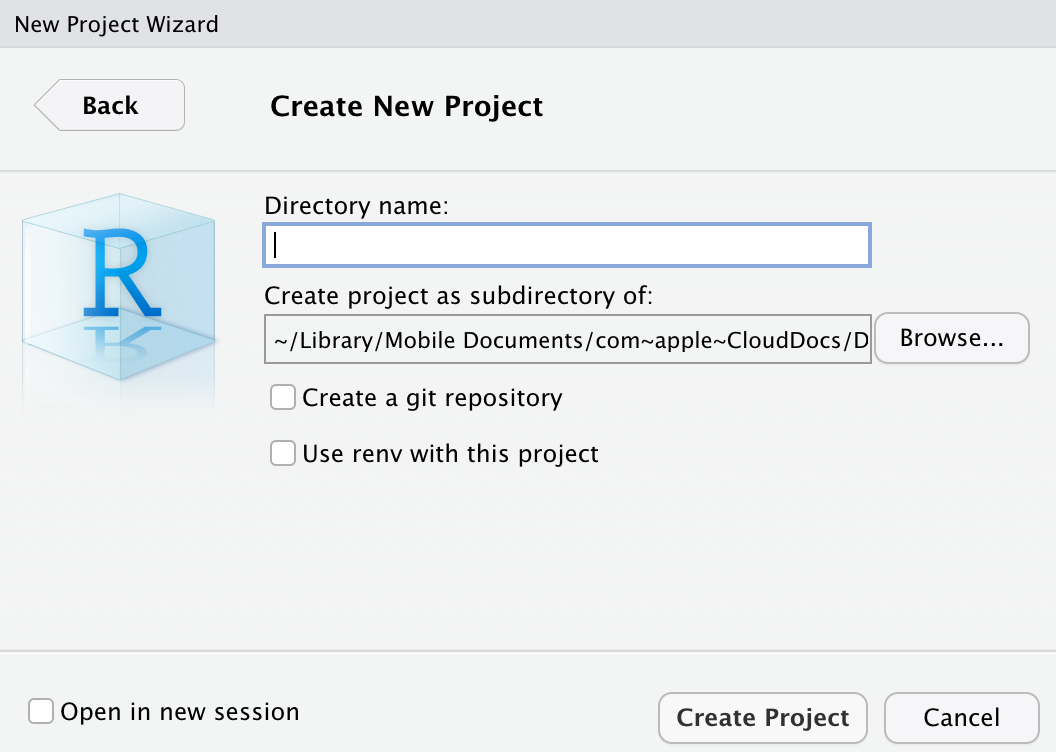 New Project Wizard
Back
Create New Project
R
Directory name:
Create project as subdirectory of:
~/Library/Mobile Documents/com~apple~CloudDocs/D
Browse...
Create a git repository
Use renv with this project
Open in new session
Create Project
Cancel